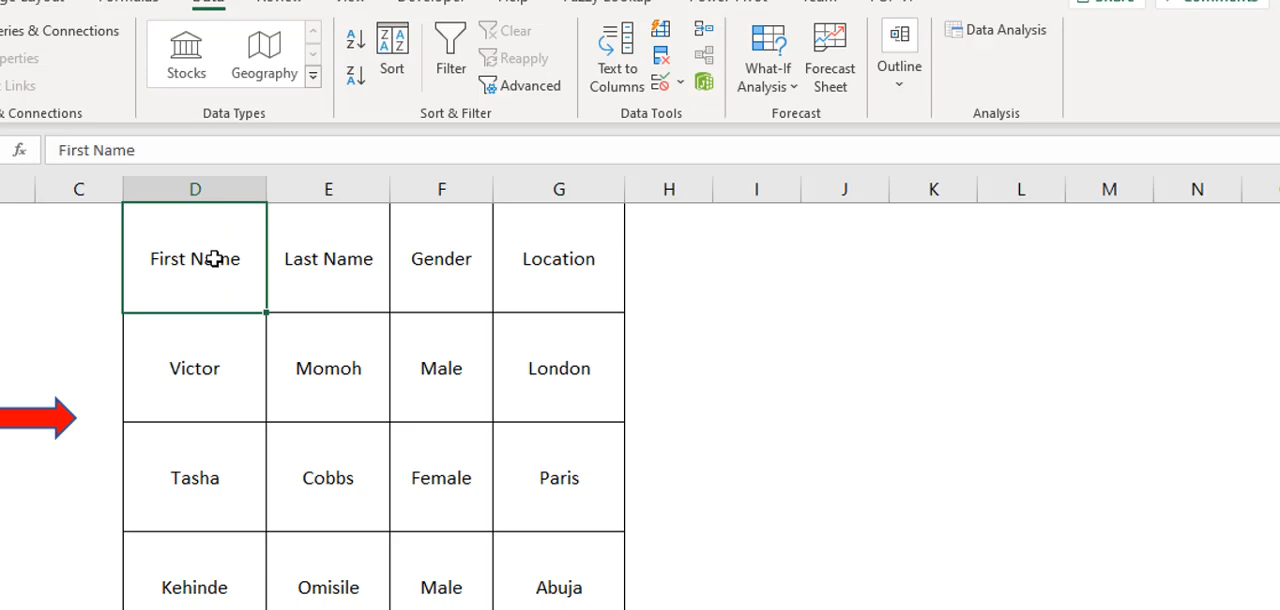 Data
Help
eries & Connections
perties
Links
& Connections
Stocks
Geography
Data Types
Sort
Filter
Clear
Reapply
Advanced
Sort & Filter
Text to
Columns
Data Tools
What-If
Analysis
Forecast
Sheet
Forecast
Outline
Data Analysis
Analysis
fx First Name
C D E F G H I J K L M N
First Name Last Name Gender Location
Victor Momoh Male London
Tasha Cobbs Female Paris
Kehinde Omisile Male Abuja